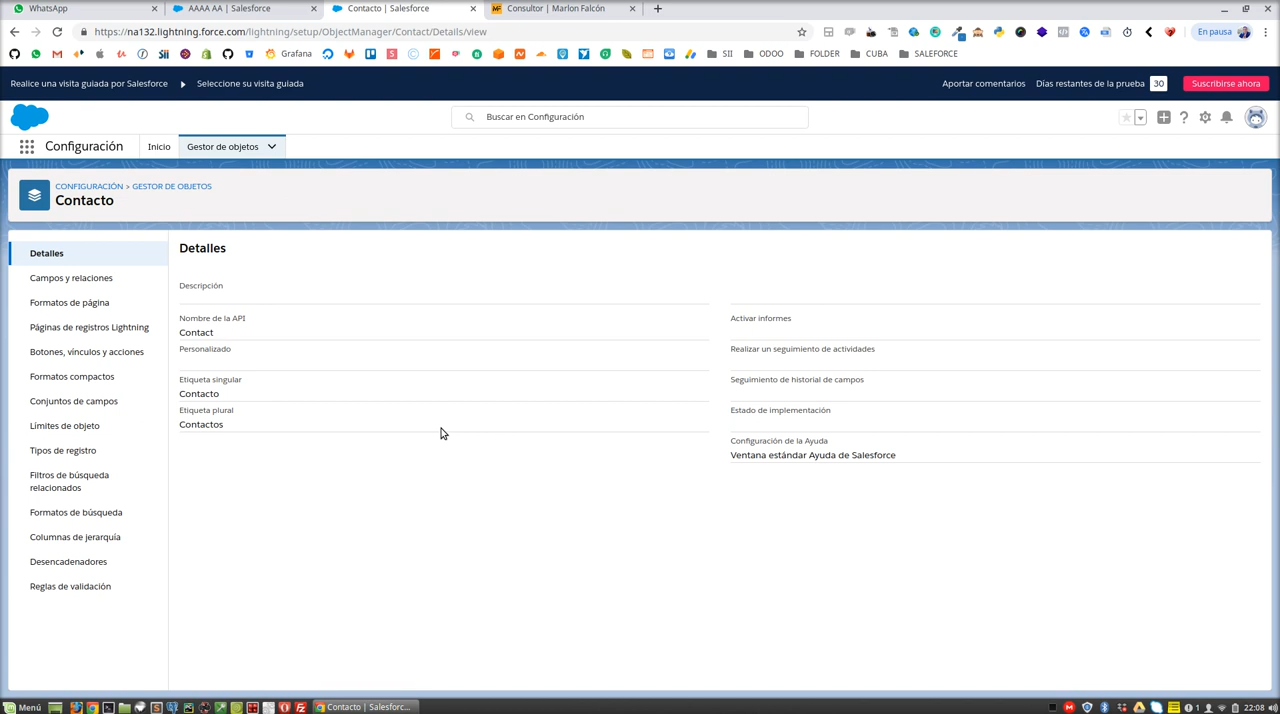 WhatsApp
AAAA AA | Salesforce
Contacto | Salesforce
Consultor | Marlon Falcón
https://na132.lightning.force.com/lightning/setup/ObjectManager/Contact/Details/view
En pausa
Grafana
SII
ODOO
FOLDER
CUBA
SALEFORCE
Realice una visita guiada por Salesforce
Seleccione su visita guiada
Aportar comentarios
Días restantes de la prueba 30
Suscribirse ahora
Buscar en Configuración
Configuración
Inicio
Gestor de objetos
CONFIGURACIÓN > GESTOR DE OBJETOS
Contacto
Detalles
Campos y relaciones
Formatos de página
Páginas de registros Lightning
Botones, vínculos y acciones
Formatos compactos
Conjuntos de campos
Límites de objeto
Tipos de registro
Filtros de búsqueda
relacionados
Formatos de búsqueda
Columnas de jerarquía
Desencadenadores
Reglas de validación
Detalles
Descripción
Nombre de la API
Contact
Personalizado
Etiqueta singular
Contacto
Etiqueta plural
Contactos
Activar informes
Realizar un seguimiento de actividades
Seguimiento de historial de campos
Estado de implementación
Configuración de la Ayuda
Ventana estándar Ayuda de Salesforce
Menú
Contacto | Salesforc...
1
22:08